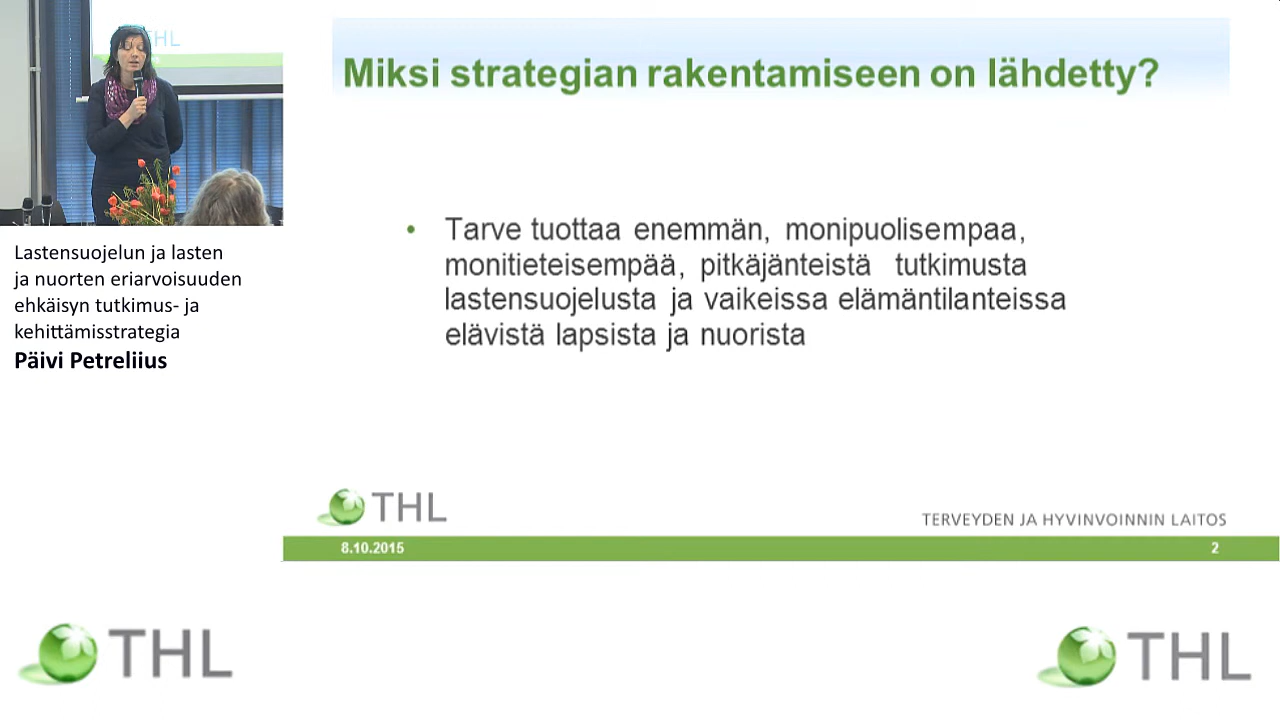 THL
Lastensuojelun ja lasten
ja nuorten eriarvoisuuden
ehkäisyn tutkimus- ja
kehittämisstrategia
Päivi Petreliius
Miksi strategian rakentamiseen on lähdetty?
• Tarve tuottaa enemmän, monipuolisempaa,
monitieteisempää, pitkäjänteistä tutkimusta
lastensuojelusta ja vaikeissa elämäntilanteissa
elävistä lapsista ja nuorista
THL
TERVEYDEN JA HYVINVOINNIN LAITOS
8.10.2015 2
THL
THL